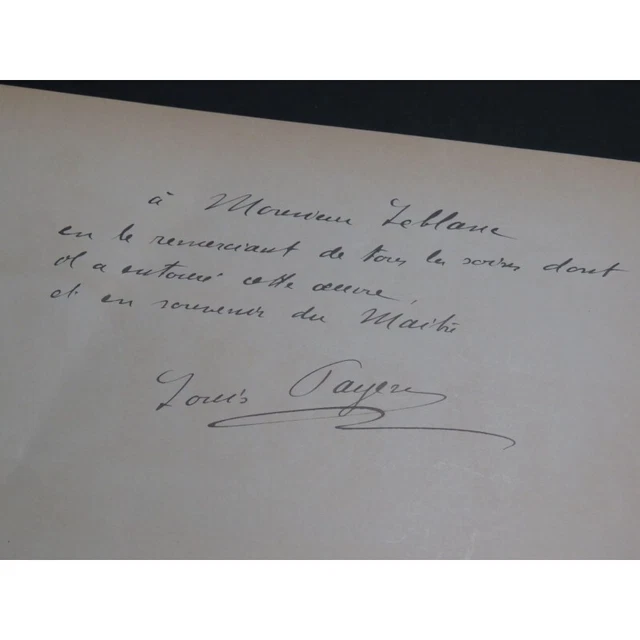 à Monsieur Leblanc
en le remerciant de tous les soins dont
il a entouré cette œuvre,
et en souvenir du Maître
Louis Payen